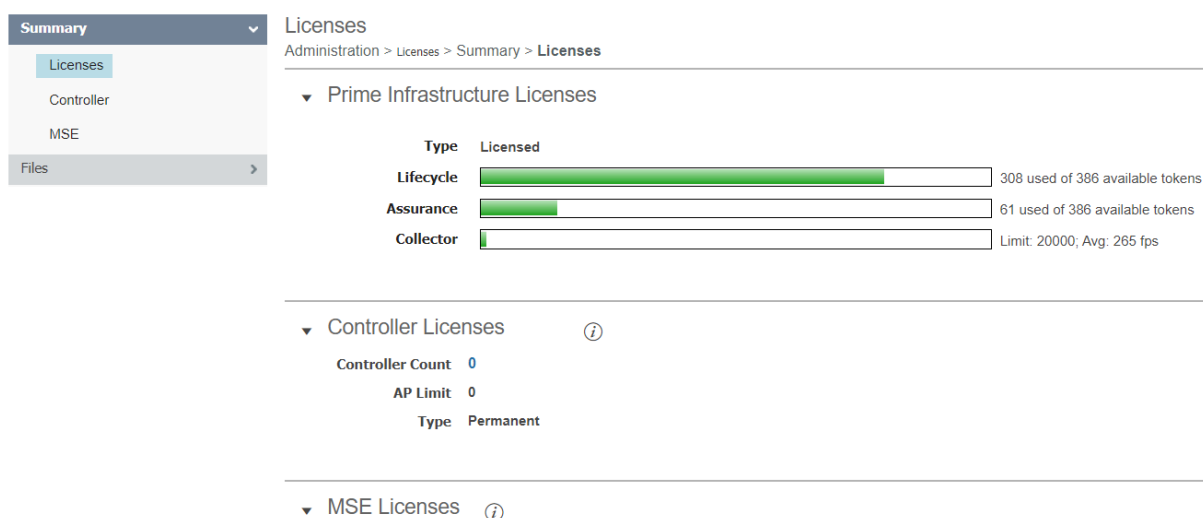 Summary
Licenses
Controller
MSE
Files
Licenses
Administration > Licenses > Summary > Licenses
Prime Infrastructure Licenses
Type Licensed
Lifecycle 308 used of 386 available tokens
Assurance 61 used of 386 available tokens
Collector Limit: 20000; Avg: 265 fps
Controller Licenses i
Controller Count 0
AP Limit 0
Type Permanent
MSE Licenses i